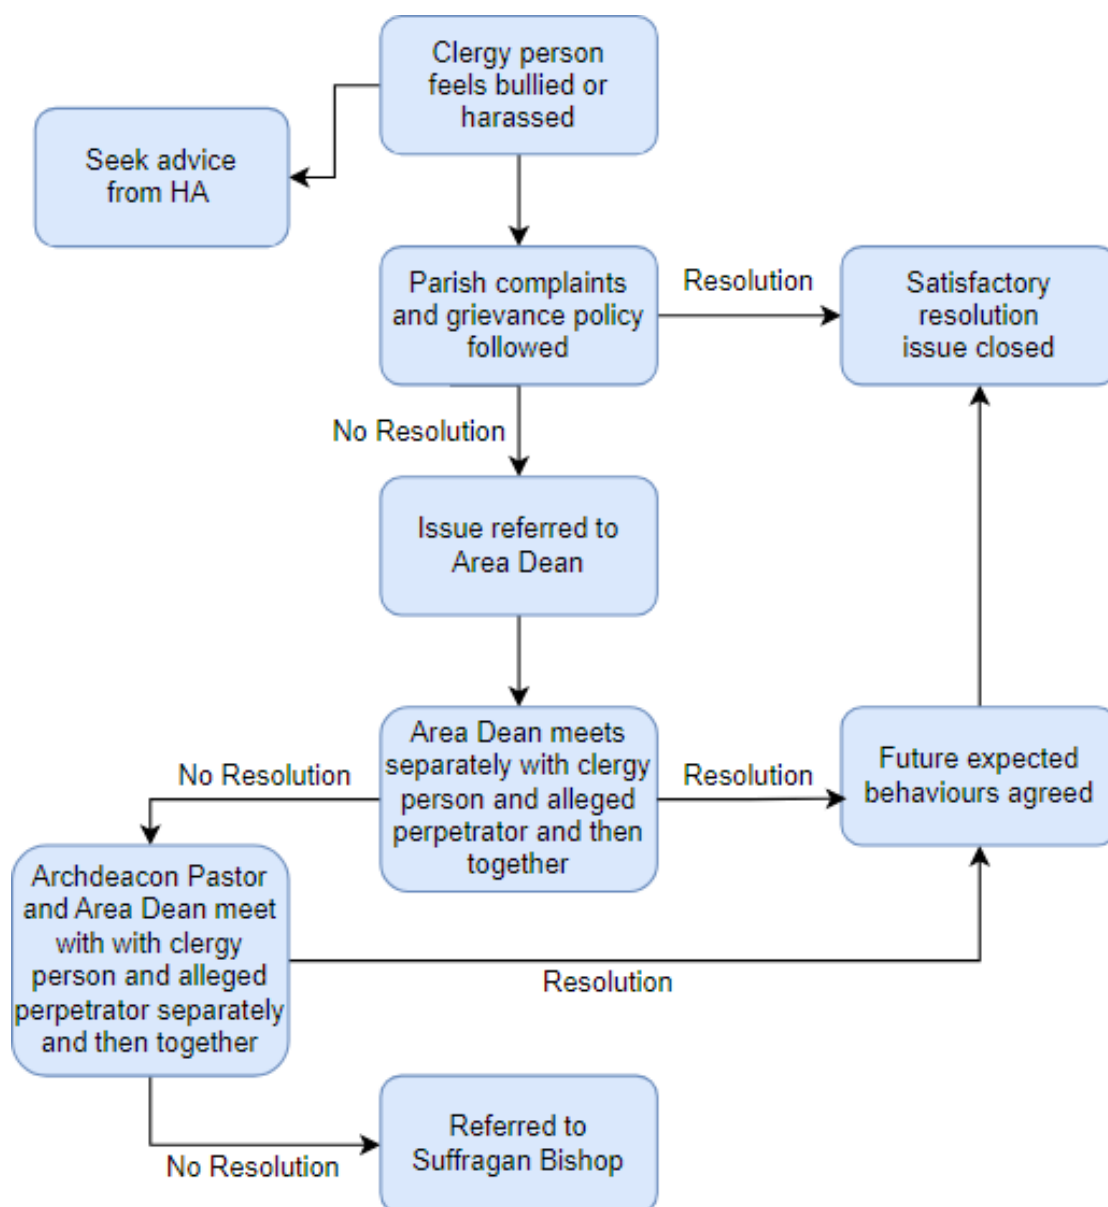 Clergy person
feels bullied or
harassed
Seek advice
from HA
Parish complaints
and grievance policy
followed
Resolution
Satisfactory
resolution
issue closed
No Resolution
Issue referred to
Area Dean
Area Dean meets
separately with clergy
person and alleged
perpetrator and then
together
No Resolution
Resolution
Future expected
behaviours agreed
Archdeacon Pastor
and Area Dean meet
with with clergy
person and alleged
perpetrator separately
and then together
Resolution
No Resolution
Referred to
Suffragan Bishop